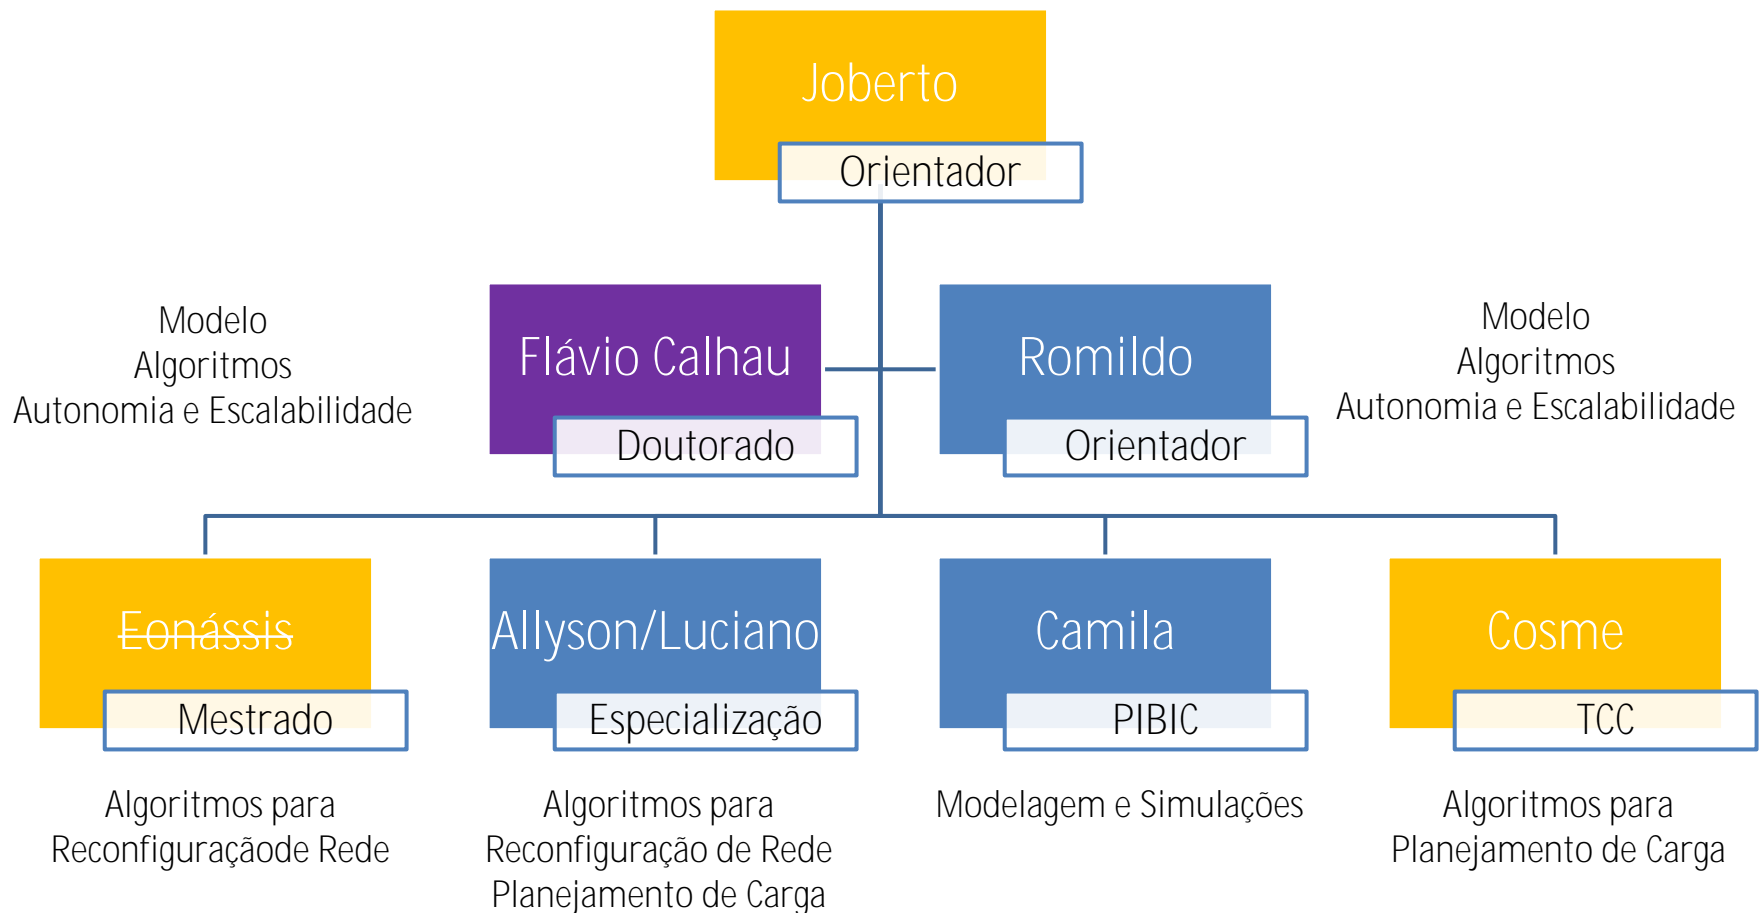 Joberto
Orientador
Modelo
Algoritmos
Autonomia e Escalabilidade
Flávio Calhau
Doutorado
Romildo
Orientador
Modelo
Algoritmos
Autonomia e Escalabilidade
Eonássis
Mestrado
Algoritmos para
Reconfiguraçãode Rede
Allyson/Luciano
Especialização
Algoritmos para
Reconfiguração de Rede
Planejamento de Carga
Camila
PIBIC
Modelagem e Simulações
Cosme
TCC
Algoritmos para
Planejamento de Carga